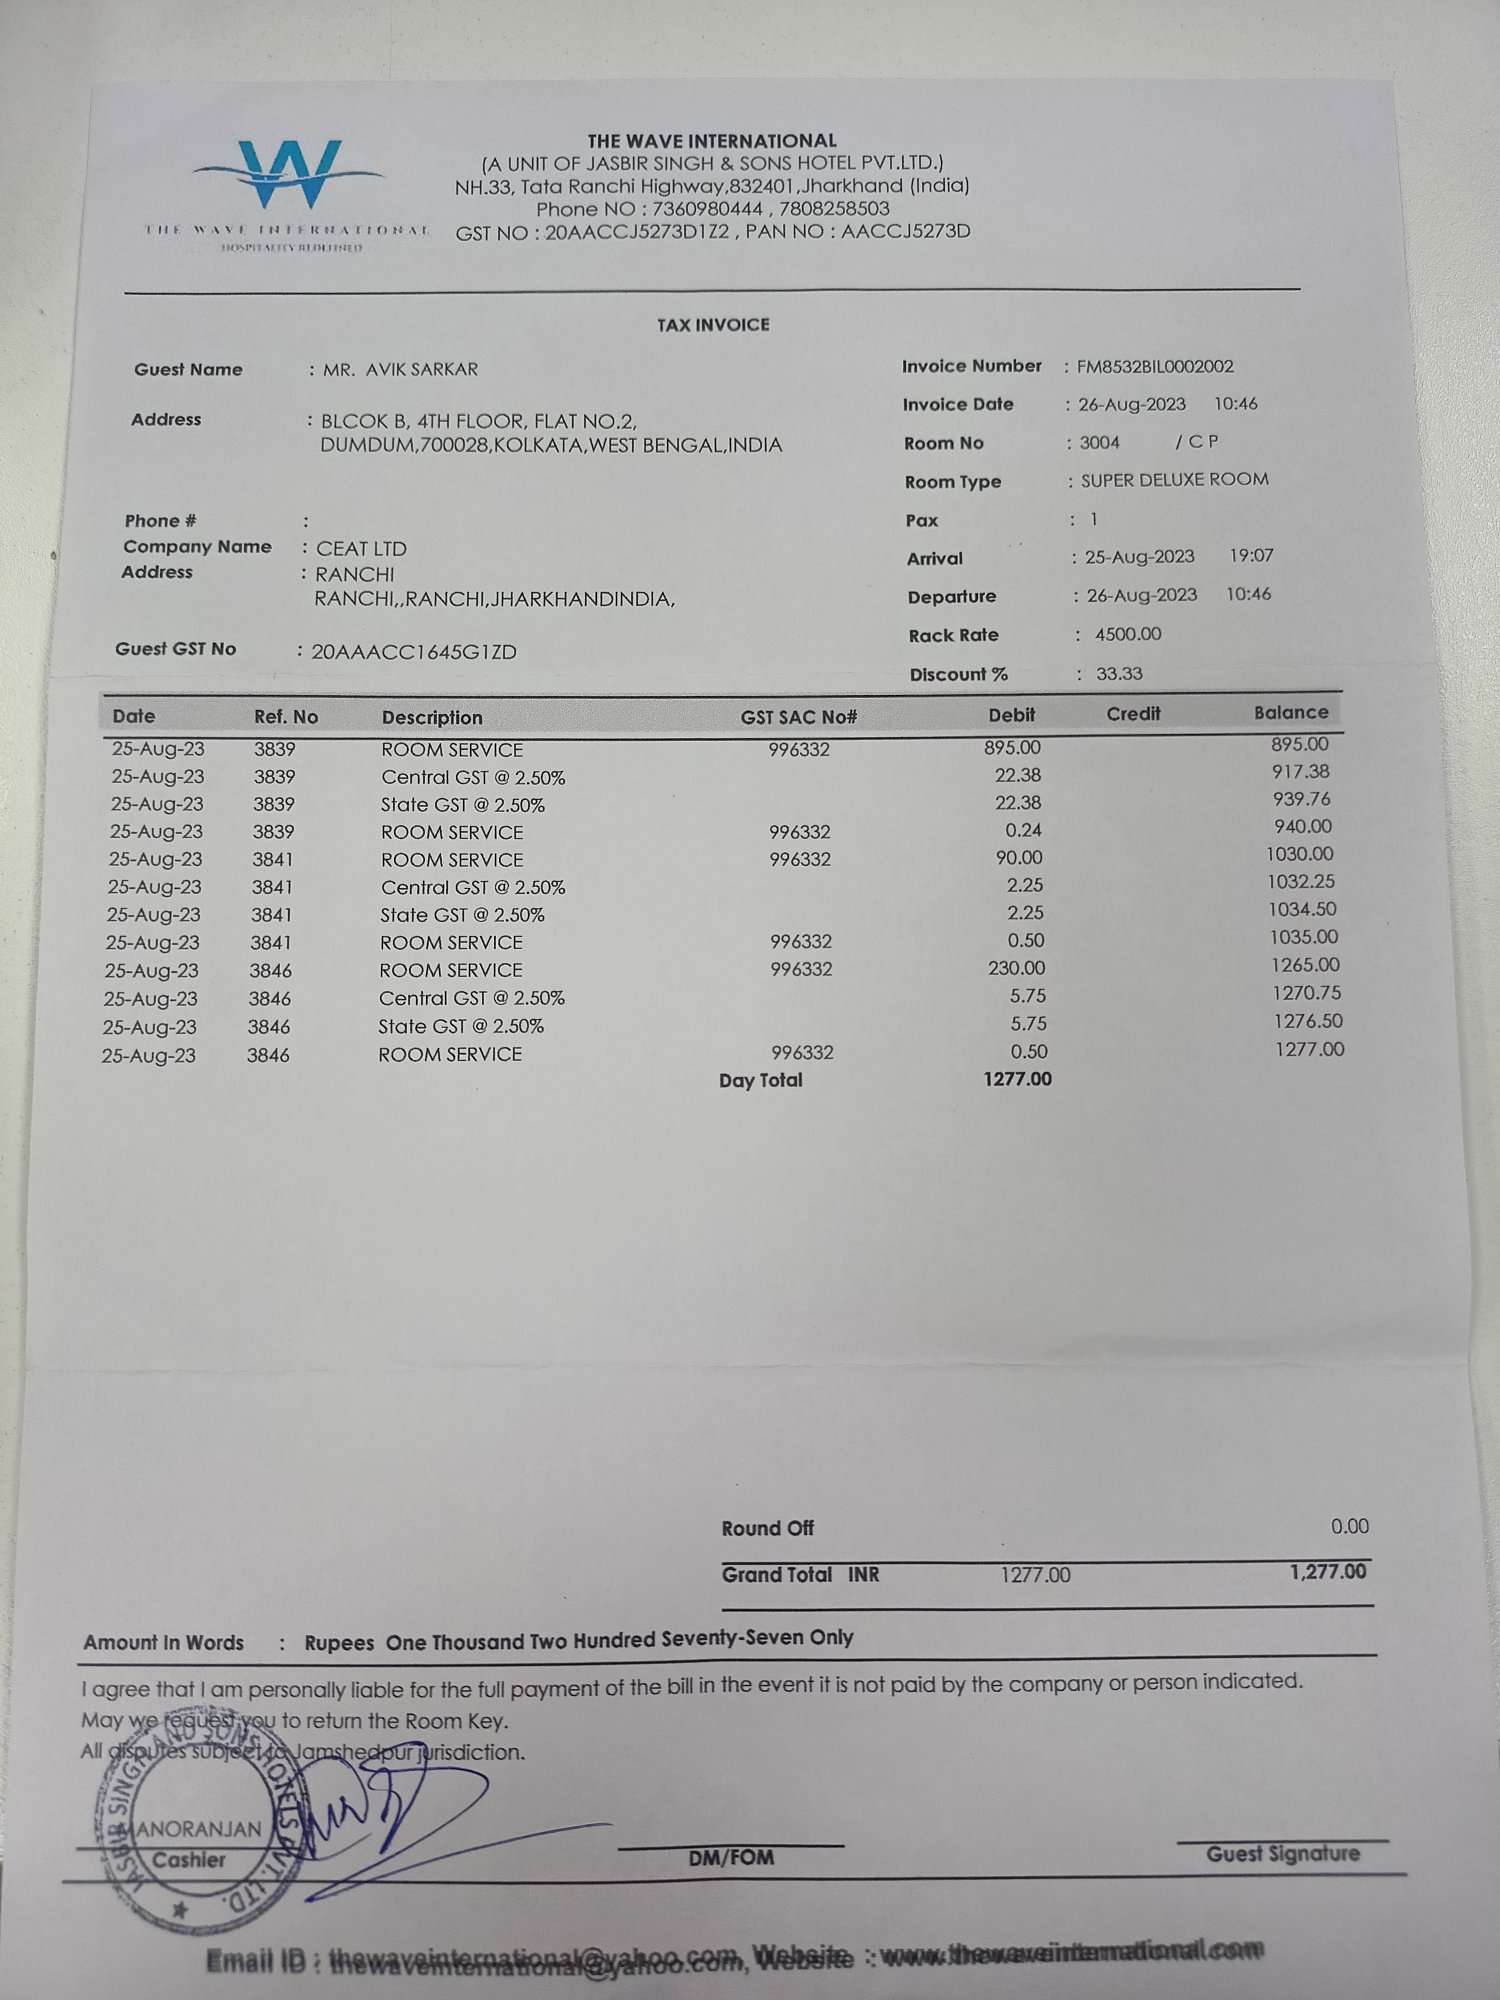 W
THE WAVE INTERNATIONAL
HOSPITALITY REDEFINED
THE WAVE INTERNATIONAL
(A UNIT OF JASBIR SINGH & SONS HOTEL PVT.LTD.)
NH.33, Tata Ranchi Highway,832401,Jharkhand (India)
Phone NO : 7360980444 , 7808258503
GST NO : 20AACCJ5273D1Z2 , PAN NO : AACCJ5273D
TAX INVOICE
Guest Name : MR. AVIK SARKAR
Address : BLCOK B, 4TH FLOOR, FLAT NO.2,
DUMDUM,700028,KOLKATA,WEST BENGAL,INDIA
Phone # :
Company Name : CEAT LTD
Address : RANCHI
RANCHI,,RANCHI,JHARKHANDINDIA,
Guest GST No : 20AAACC1645G1ZD
Invoice Number : FM8532BIL0002002
Invoice Date : 26-Aug-2023 10:46
Room No : 3004 / C P
Room Type : SUPER DELUXE ROOM
Pax : 1
Arrival : 25-Aug-2023 19:07
Departure : 26-Aug-2023 10:46
Rack Rate : 4500.00
Discount % : 33.33
Date Ref. No Description GST SAC No# Debit Credit Balance
25-Aug-23 3839 ROOM SERVICE 996332 895.00 895.00
25-Aug-23 3839 Central GST @ 2.50% 22.38 917.38
25-Aug-23 3839 State GST @ 2.50% 22.38 939.76
25-Aug-23 3839 ROOM SERVICE 996332 0.24 940.00
25-Aug-23 3841 ROOM SERVICE 996332 90.00 1030.00
25-Aug-23 3841 Central GST @ 2.50% 2.25 1032.25
25-Aug-23 3841 State GST @ 2.50% 2.25 1034.50
25-Aug-23 3841 ROOM SERVICE 996332 0.50 1035.00
25-Aug-23 3846 ROOM SERVICE 996332 230.00 1265.00
25-Aug-23 3846 Central GST @ 2.50% 5.75 1270.75
25-Aug-23 3846 State GST @ 2.50% 5.75 1276.50
25-Aug-23 3846 ROOM SERVICE 996332 0.50 1277.00
Day Total 1277.00
Round Off 0.00
Grand Total INR 1277.00 1,277.00
Amount In Words : Rupees One Thousand Two Hundred Seventy-Seven Only
I agree that I am personally liable for the full payment of the bill in the event it is not paid by the company or person indicated.
May we request you to return the Room Key.
All disputes subject to Jamshedpur jurisdiction.
JASBIR SINGH AND SONS HOTELS PVT. LTD.
ANORANJAN
Cashier
DM/FOM
Guest Signature
Email ID : thewaveinternational@yahoo.com, Website : www.thewaveinternational.com